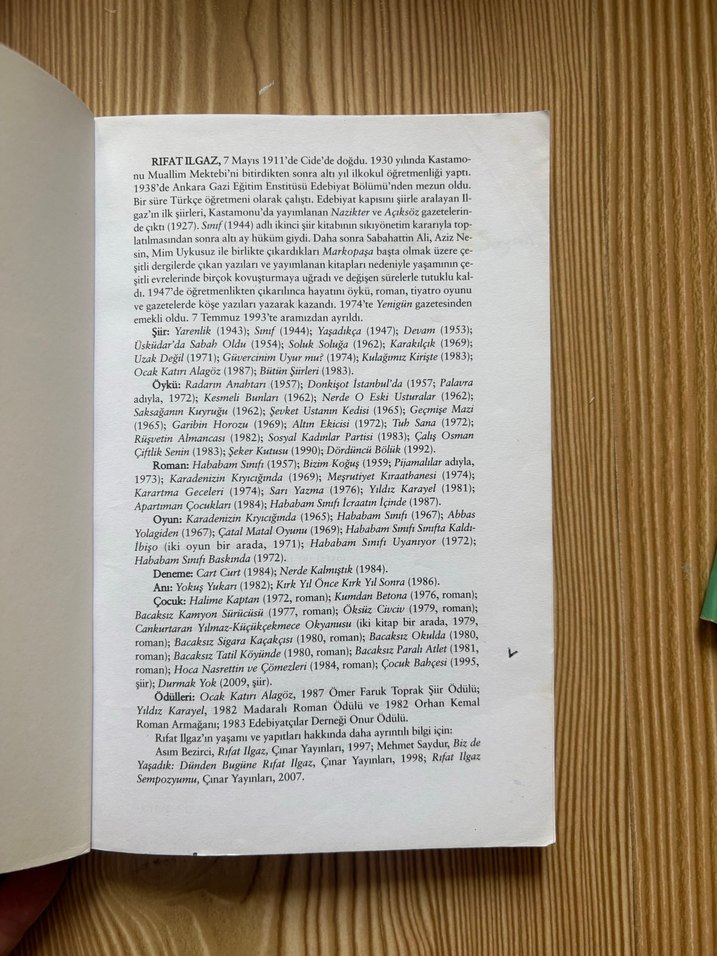 RIFAT ILGAZ, 7 Mayıs 1911'de Cide'de doğdu. 1930 yılında Kastamo-
nu Muallim Mektebi'ni bitirdikten sonra altı yıl ilkokul öğretmenliği yaptı.
1938'de Ankara Gazi Eğitim Enstitüsü Edebiyat Bölümü'nden mezun oldu.
Bir süre Türkçe öğretmeni olarak çalıştı. Edebiyat kapısını şiirle aralayan Il-
gaz'ın ilk şiirleri, Kastamonu'da yayımlanan Nazikter ve Açıksöz gazetelerin-
de çıktı (1927). Sınıf (1944) adlı ikinci şiir kitabının sıkıyönetim kararıyla top-
latılmasından sonra altı ay hüküm giydi. Daha sonra Sabahattin Ali, Aziz Ne-
sin, Mim Uykusuz ile birlikte çıkardıkları Markopaşa başta olmak üzere çe-
şitli dergilerde çıkan yazıları ve yayımlanan kitapları nedeniyle yaşamının çe-
şitli evrelerinde birçok kovuşturmaya uğradı ve değişen sürelerle tutuklu kal-
dı. 1947'de öğretmenlikten çıkarılınca hayatını öykü, roman, tiyatro oyunu
ve gazetelerde köşe yazıları yazarak kazandı. 1974'te Yenigün gazetesinden
emekli oldu. 7 Temmuz 1993'te aramızdan ayrıldı.
Şiir: Yarenlik (1943); Sınıf (1944); Yaşadıkça (1947); Devam (1953);
Üsküdar'da Sabah Oldu (1954); Soluk Soluğa (1962); Karakılçık (1969);
Uzak Değil (1971); Güvercinim Uyur mu? (1974); Kulağımız Kirişte (1983);
Ocak Katırı Alagöz (1987); Bütün Şiirleri (1983).
Öykü: Radarın Anahtarı (1957); Donkişot İstanbul'da (1957; Palavra
adıyla, 1972); Kesmeli Bunları (1962); Nerde O Eski Usturalar (1962);
Saksağanın Kuyruğu (1962); Şevket Ustanın Kedisi (1965); Geçmişe Mazi
(1965); Garibin Horozu (1969); Altın Ekicisi (1972); Tuh Sana (1972);
Rüşvetin Almancası (1982); Sosyal Kadınlar Partisi (1983); Çalış Osman
Çiftlik Senin (1983); Şeker Kutusu (1990); Dördüncü Bölük (1992).
Roman: Hababam Sınıfı (1957); Bizim Koğuş (1959; Pijamalılar adıyla,
1973); Karadenizin Kıyıcığında (1969); Meşrutiyet Kıraathanesi (1974);
Karartma Geceleri (1974); Sarı Yazma (1976); Yıldız Karayel (1981);
Apartıman Çocukları (1984); Hababam Sınıfı İcraatın İçinde (1987).
Oyun: Karadenizin Kıyıcığında (1965); Hababam Sınıfı (1967); Abbas
Yolagiden (1967); Çatal Matal Oyunu (1969); Hababam Sınıfı Sınıfta Kaldı-
İbişo (iki oyun bir arada, 1971); Hababam Sınıfı Uyanıyor (1972);
Hababam Sınıfı Baskında (1972).
Deneme: Cart Curt (1984); Nerde Kalmıştık (1984).
Anı: Yokuş Yukarı (1982); Kırk Yıl Önce Kırk Yıl Sonra (1986).
Çocuk: Halime Kaptan (1972, roman); Kumdan Betona (1976, roman);
Bacaksız Kamyon Sürücüsü (1977, roman); Öksüz Civciv (1979, roman);
Cankurtaran Yılmaz-Küçükçekmece Okyanusu (iki kitap bir arada, 1979,
roman); Bacaksız Sigara Kaçakçısı (1980, roman); Bacaksız Okulda (1980,
roman); Bacaksız Tatil Köyünde (1980, roman); Bacaksız Paralı Atlet (1981,
roman); Hoca Nasrettin ve Çömezleri (1984, roman); Çocuk Bahçesi (1995,
şiir); Durmak Yok (2009, şiir).
Ödülleri: Ocak Katırı Alagöz, 1987 Ömer Faruk Toprak Şiir Ödülü;
Yıldız Karayel, 1982 Madaralı Roman Ödülü ve 1982 Orhan Kemal
Roman Armağanı; 1983 Edebiyatçılar Derneği Onur Ödülü.
Rıfat Ilgaz'ın yaşamı ve yapıtları hakkında daha ayrıntılı bilgi için:
Asım Bezirci, Rıfat Ilgaz, Çınar Yayınları, 1997; Mehmet Saydur, Biz de
Yaşadık: Dünden Bugüne Rıfat Ilgaz, Çınar Yayınları, 1998; Rıfat Ilgaz
Sempozyumu, Çınar Yayınları, 2007.